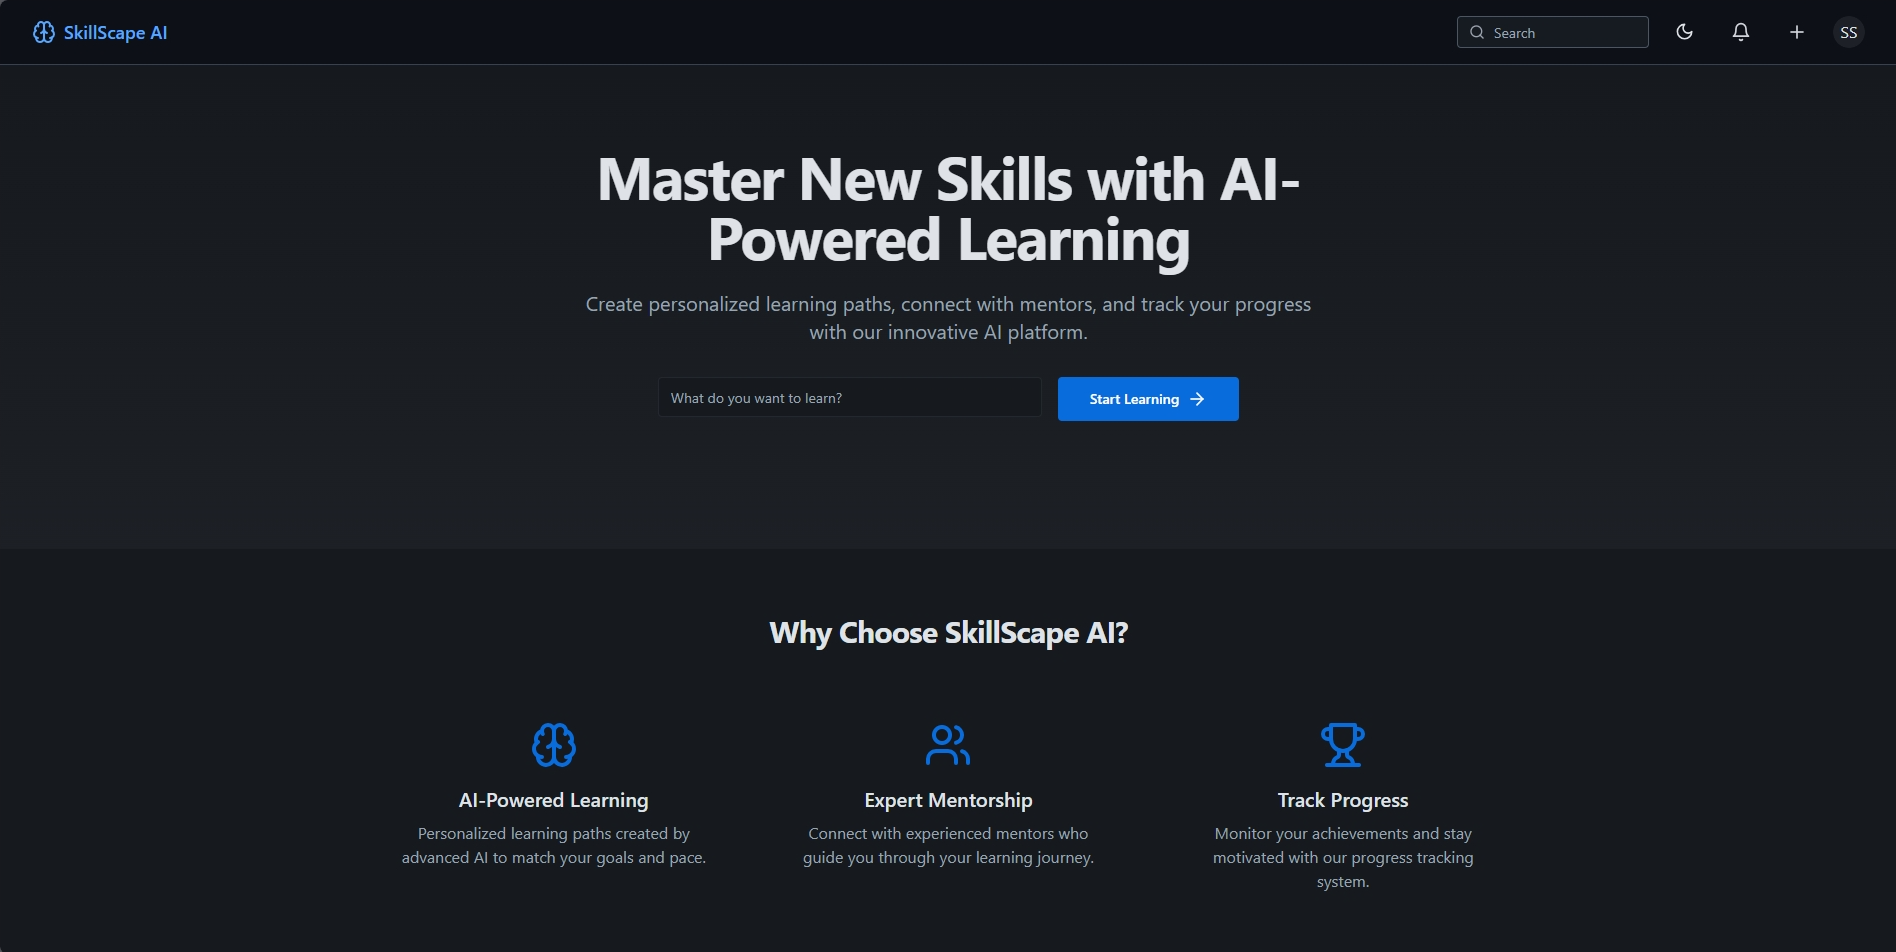 SkillScape AI
Search
SS
Master New Skills with AI-
Powered Learning
Create personalized learning paths, connect with mentors, and track your progress
with our innovative AI platform.
What do you want to learn?
Start Learning
Why Choose SkillScape AI?
AI-Powered Learning
Personalized learning paths created by
advanced AI to match your goals and pace.
Expert Mentorship
Connect with experienced mentors who
guide you through your learning journey.
Track Progress
Monitor your achievements and stay
motivated with our progress tracking
system.